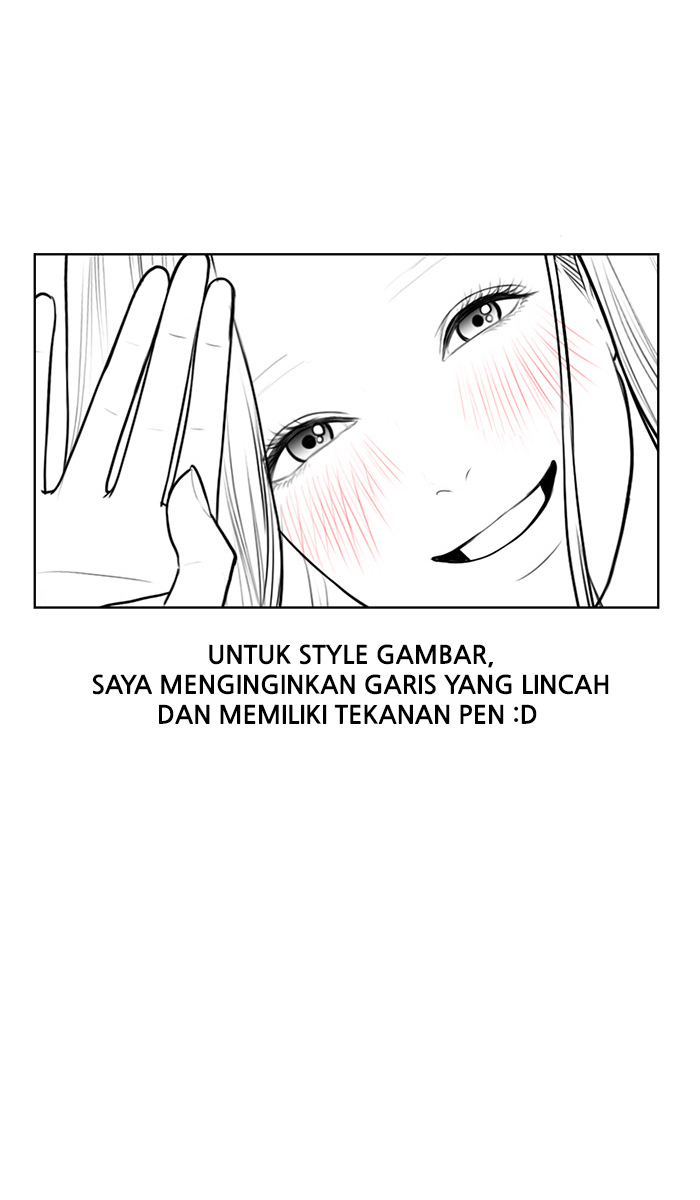 UNTUK STYLE GAMBAR,
SAYA MENGINGINKAN GARIS YANG LINCAH
DAN MEMILIKI TEKANAN PEN :D